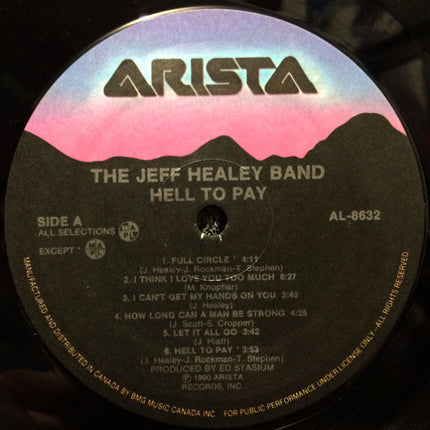 ARISTA
THE JEFF HEALEY BAND
HELL TO PAY
SIDE A
AL-8632
ALL SELECTIONS MAPL
EXCEPT * MAPL
1. FULL CIRCLE * 4:11
(J. Healey-J. Rockman-T. Stephen)
2. I THINK I LOVE YOU TOO MUCH 6:27
(M. Knopfler)
3. I CAN'T GET MY HANDS ON YOU 3:40
(J. Healey)
4. HOW LONG CAN A MAN BE STRONG 4:25
(J. Scott-S. Cropper)
5. LET IT ALL GO 3:42
(J. Hiatt)
6. HELL TO PAY * 3:53
(J. Healey-J. Rockman-T. Stephen)
PRODUCED BY ED STASIUM
℗ 1990 ARISTA
RECORDS, INC.
MANUFACTURED AND DISTRIBUTED IN CANADA BY BMG MUSIC CANADA INC. FOR PUBLIC PERFORMANCE UNDER LICENSE ONLY. ALL RIGHTS RESERVED